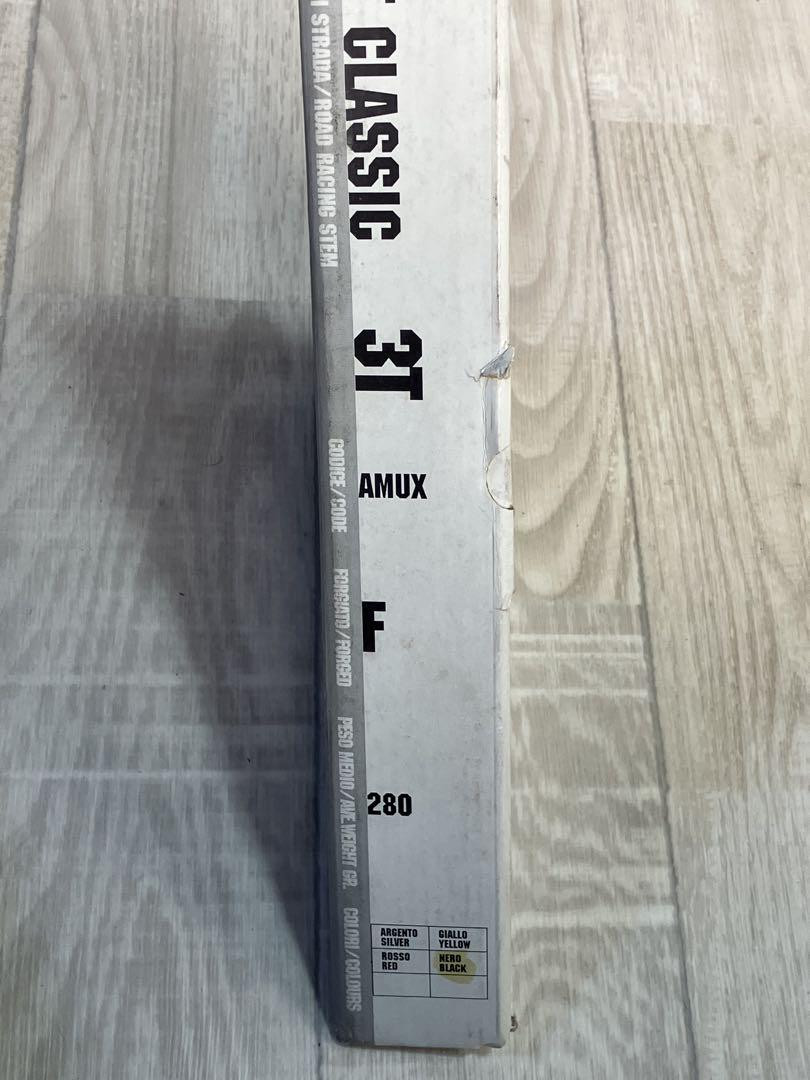 I STRADA/ROAD RACING STEM
CLASSIC
3T
CODICE/CODE
AMUX
FORGIATO/FORGED
F
PESO MEDIO/AVE.WEIGHT GR.
280
COLORI/COLOURS
ARGENTO
SILVER
GIALLO
YELLOW
ROSSO
RED
NERO
BLACK